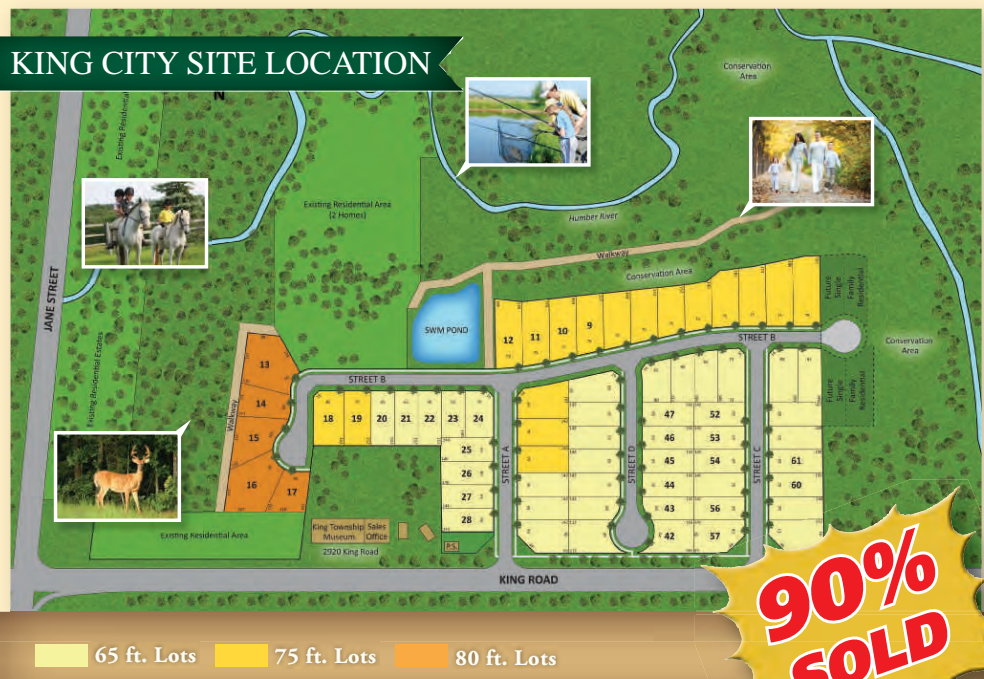 KING CITY SITE LOCATION
N
Conservation
Area
Existing Residential
Existing Residential Area
(2 Homes)
Humber River
Walkway
Conservation Area
JANE STREET
SWM POND
12
11
10
9
STREET B
Future
Single
Family
Residential
Conservation
Area
Existing Residential Estate
13
14
15
16
17
Walkway
STREET B
18
19
20
21
22
23
24
25
26
27
28
STREET A
STREET D
47
52
46
53
45
54
44
43
56
42
57
STREET C
61
60
Future
Single
Family
Residential
Existing Residential Area
King Township
Museum
Sales
Office
2920 King Road
P.S.
KING ROAD
90%
SOLD
65 ft. Lots
75 ft. Lots
80 ft. Lots